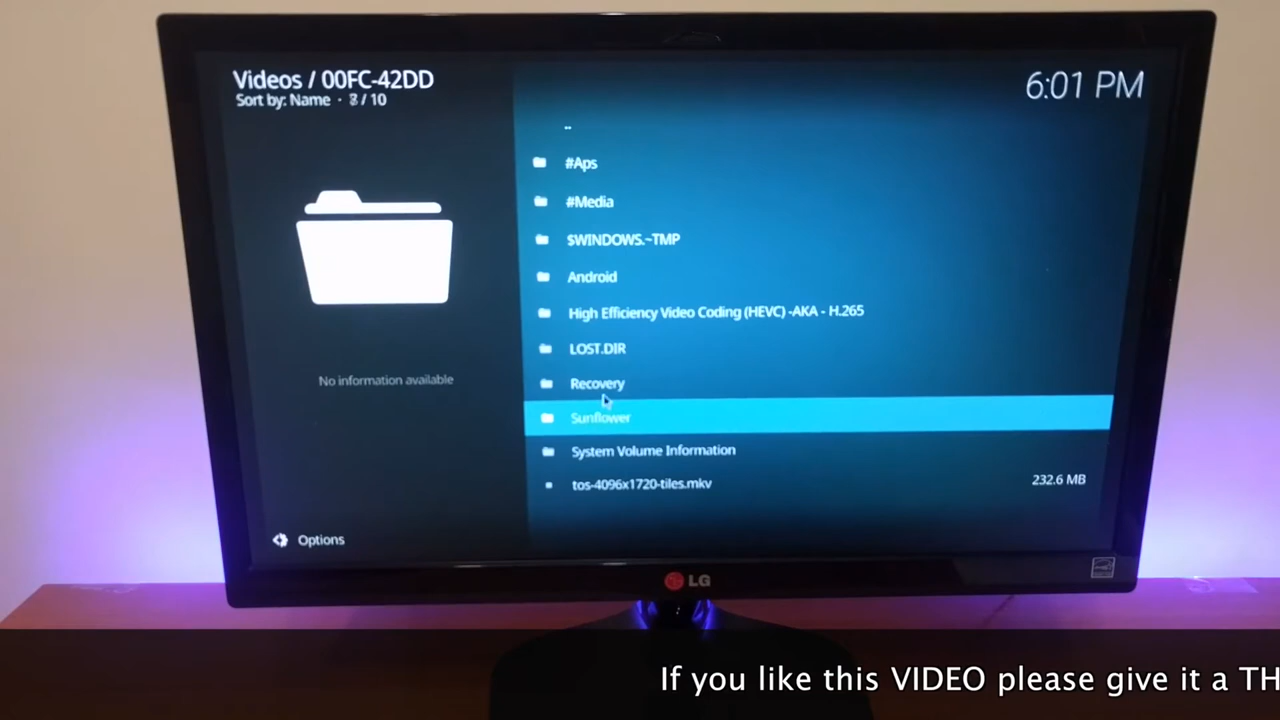 Videos / 00FC-42DD
Sort by: Name · 8 / 10
6:01 PM
..
#Aps
#Media
$WINDOWS.~TMP
Android
High Efficiency Video Coding (HEVC) -AKA - H.265
LOST.DIR
Recovery
Sunflower
System Volume Information
tos-4096x1720-tiles.mkv 232.6 MB
No information available
Options
LG
If you like this VIDEO please give it a TH